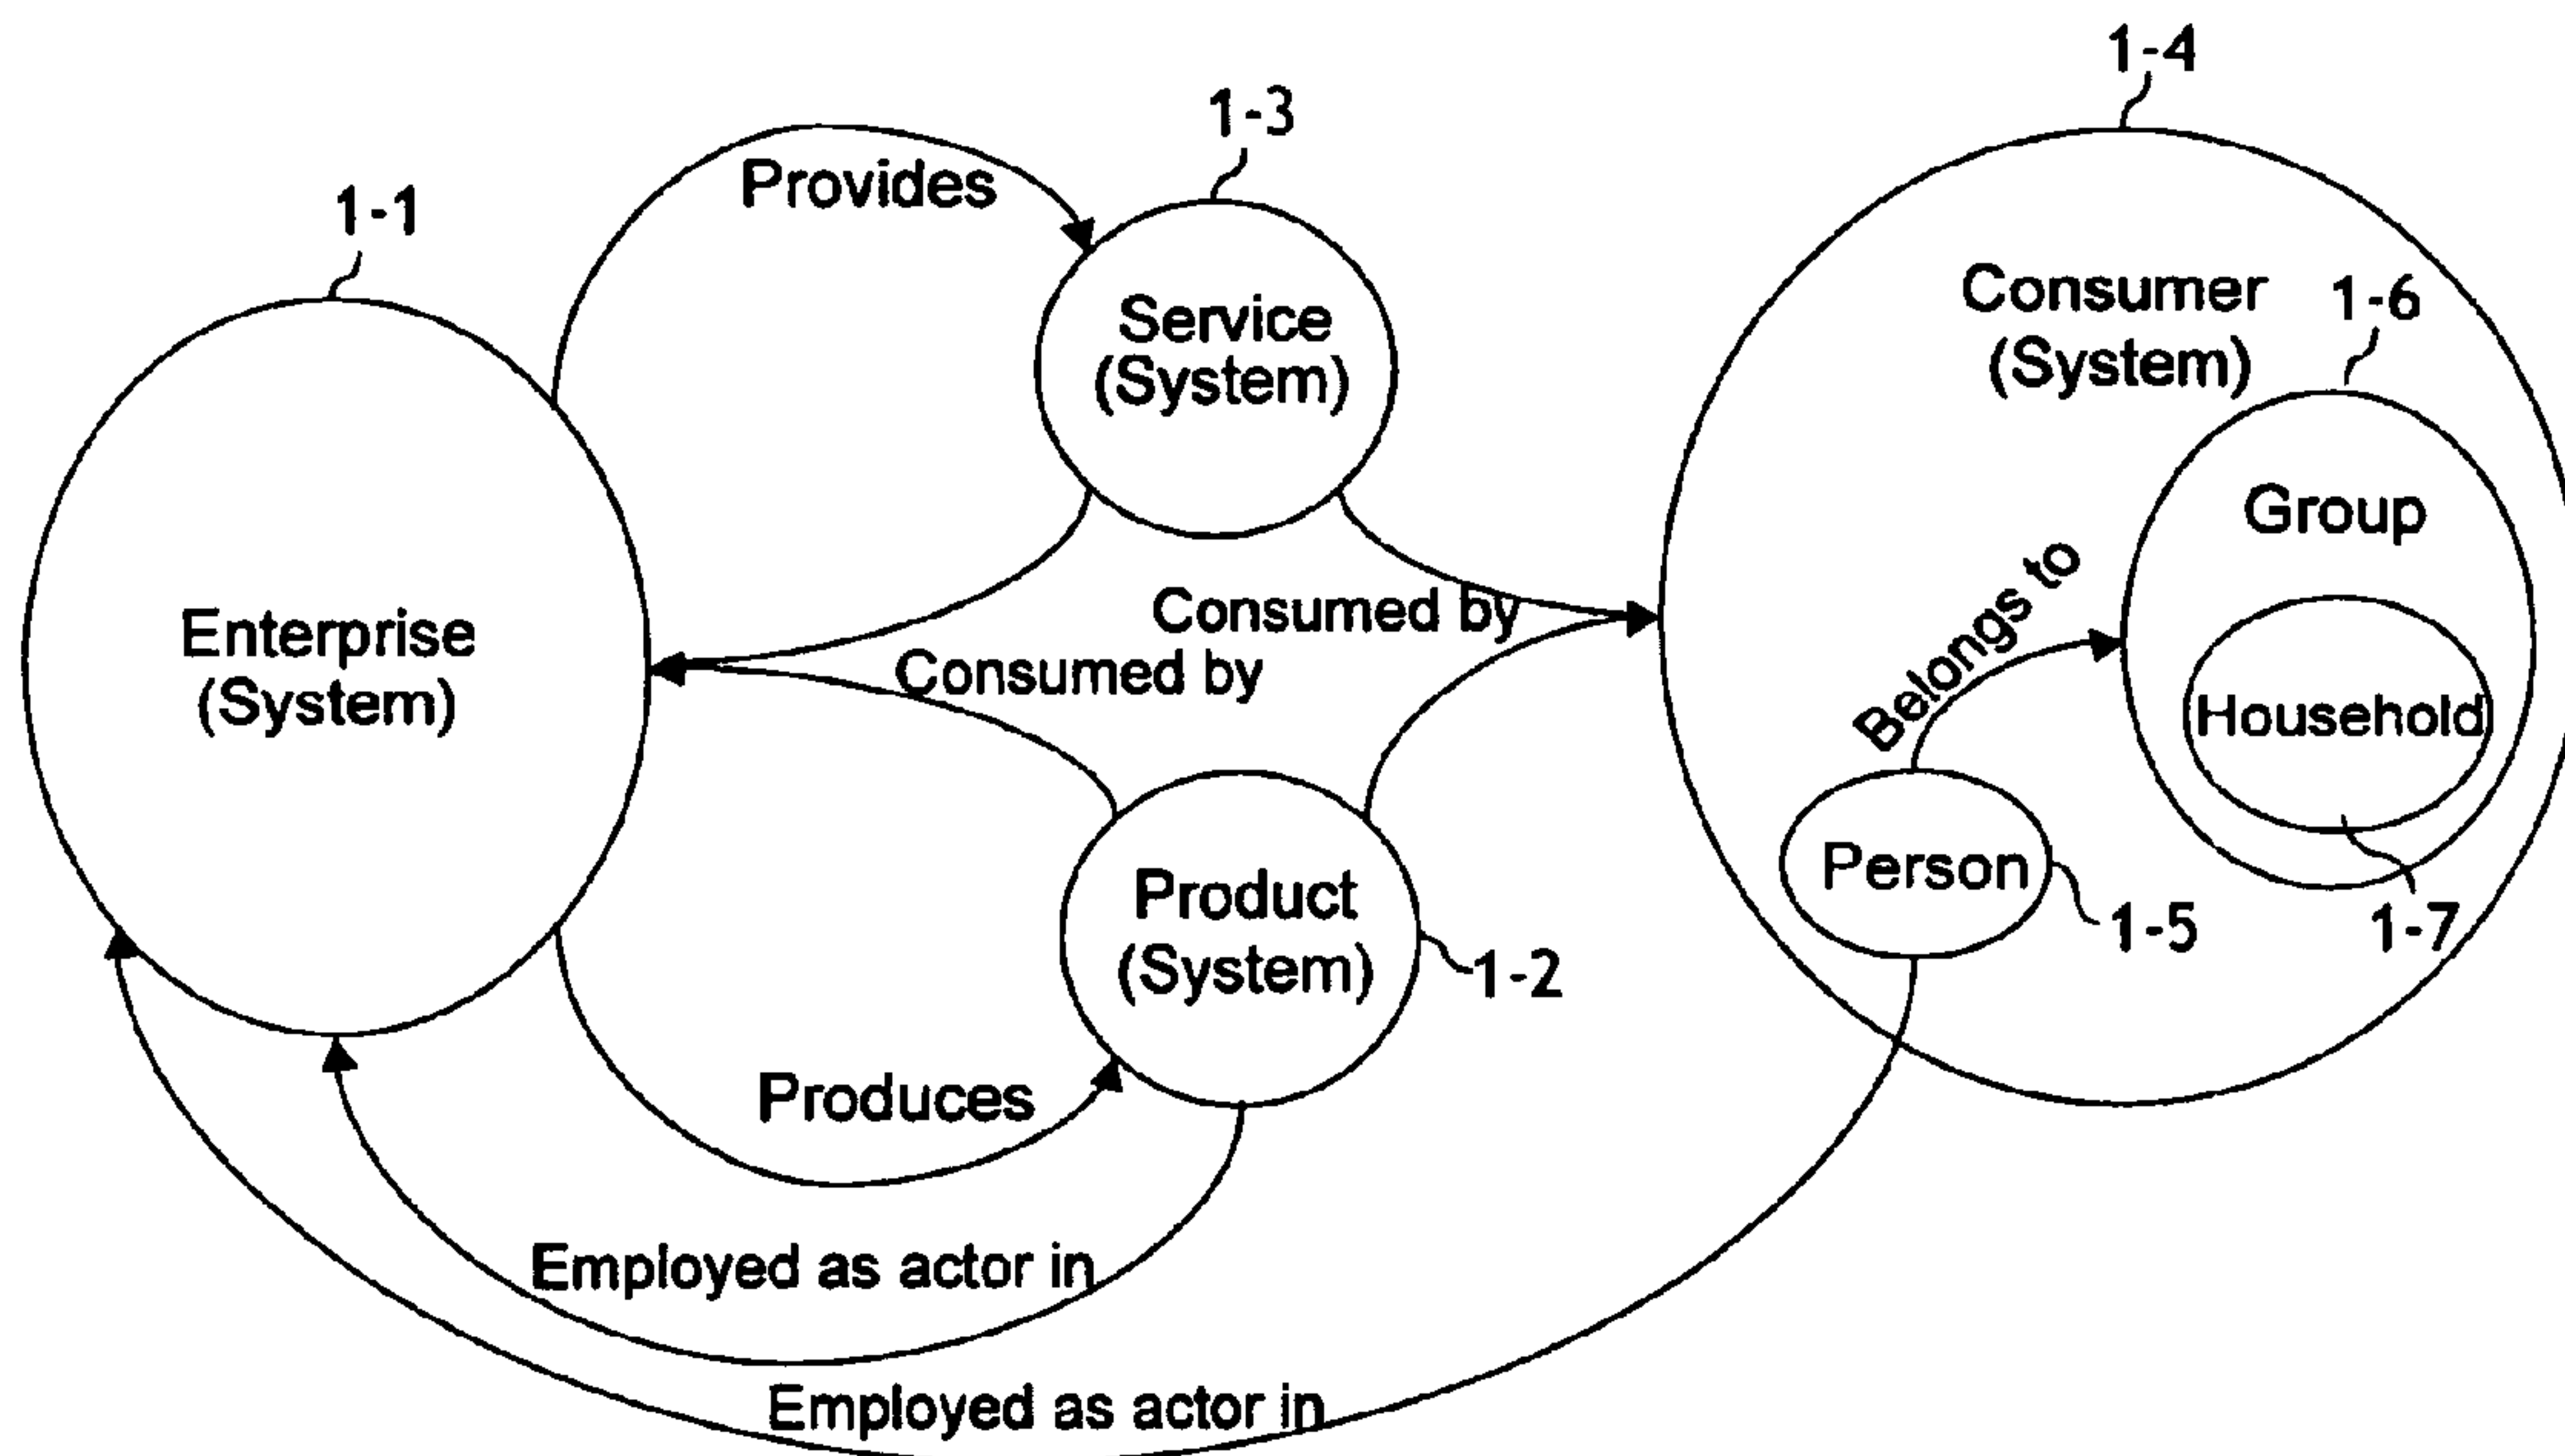 1-4
1-3
Provides
1-1
Consumer
(System)
1-6
Service
(System)
Group
Belongs to
Consumed by
Enterprise
(System)
Consumed by
Household
Person
1-5
1-7
Product
(System)
1-2
Produces
Employed as actor in
Employed as actor in